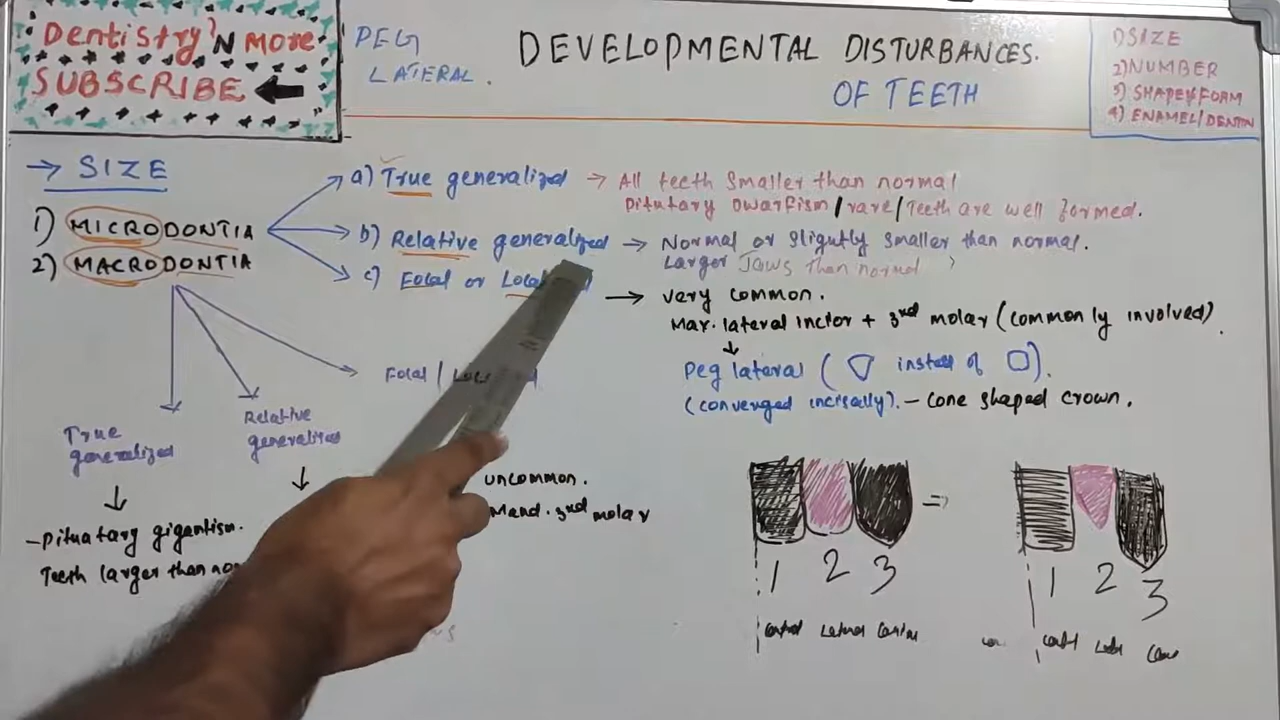 Dentistry'N MoRe
SUBSCRIBE
PEG
LATERAL.
DEVELOPMENTAL DISTURBANCES.
OF TEETH
1) SIZE
2) NUMBER
3) SHAPE & FORM
4) ENAMEL/DENTIN
→ SIZE
1) MICRODONTIA
2) MACRODONTIA
a) True generalized → All teeth smaller than normal
Pitutary Dwarfism/rare/Teeth are well formed.
b) Relative generalized → Normal or slightly smaller than normal.
Larger Jaws than normal
c) Focal or
→ very common.
Max. lateral incior + 3rd molar (commonly involved).
↓
Peg lateral ( instead of ).
(converged incisally). - Cone shaped crown.
Focal /
True
generalized
Relative
generalized
↓
- Pituatary gigantism.
Teeth larger than
uncommon.
Mand. 3rd molar
=
1 2 3
central Lateral Canine
1 2 3